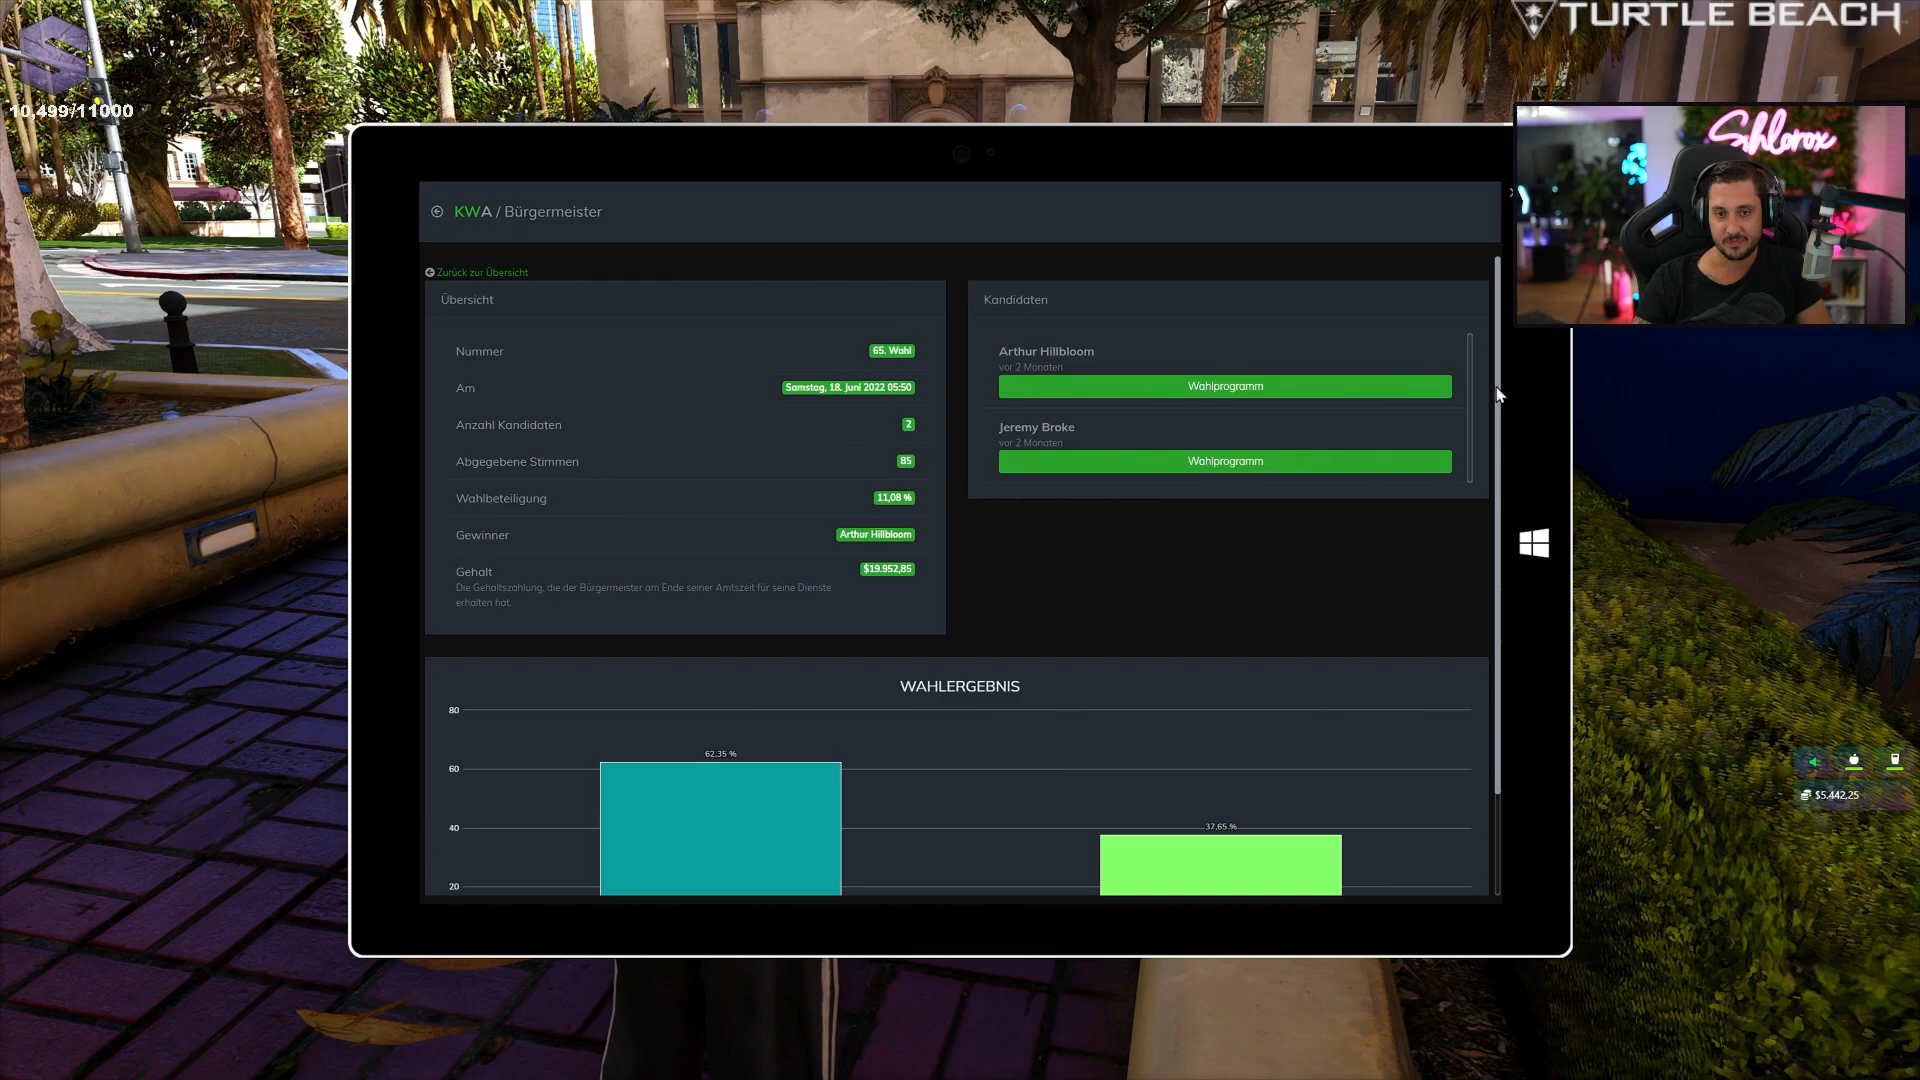 TURTLE BEACH
10,499/11000
Shlorox
KWA / Bürgermeister
Zurück zur Übersicht
Übersicht
Nummer 65. Wahl
Am Samstag, 18. Juni 2022 05:50
Anzahl Kandidaten 2
Abgegebene Stimmen 85
Wahlbeteiligung 11,08 %
Gewinner Arthur Hillbloom
Gehalt $19.952,85
Die Gehaltszahlung, die der Bürgermeister am Ende seiner Amtszeit für seine Dienste
erhalten hat.
Kandidaten
Arthur Hillbloom
vor 2 Monaten
Wahlprogramm
Jeremy Broke
vor 2 Monaten
Wahlprogramm
WAHLERGEBNIS
80
62,35 %
60
40
37,65 %
20
$5.442,25